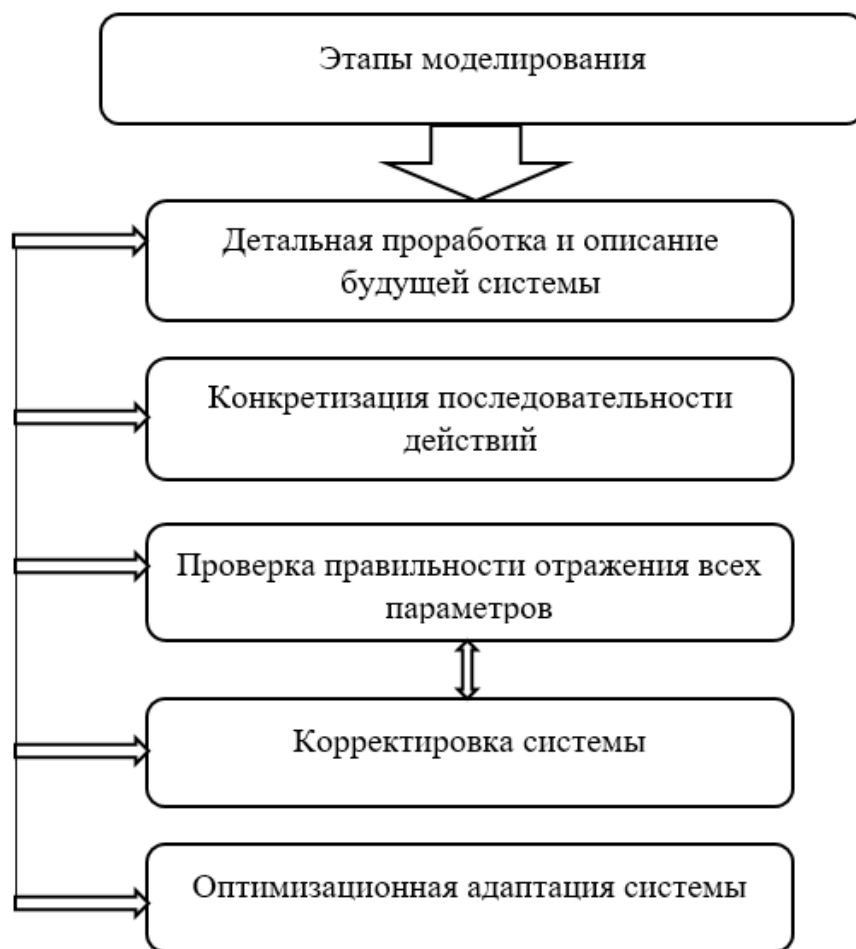 Этапы моделирования
Детальная проработка и описание
будущей системы
Конкретизация последовательности
действий
Проверка правильности отражения всех
параметров
Корректировка системы
Оптимизационная адаптация системы